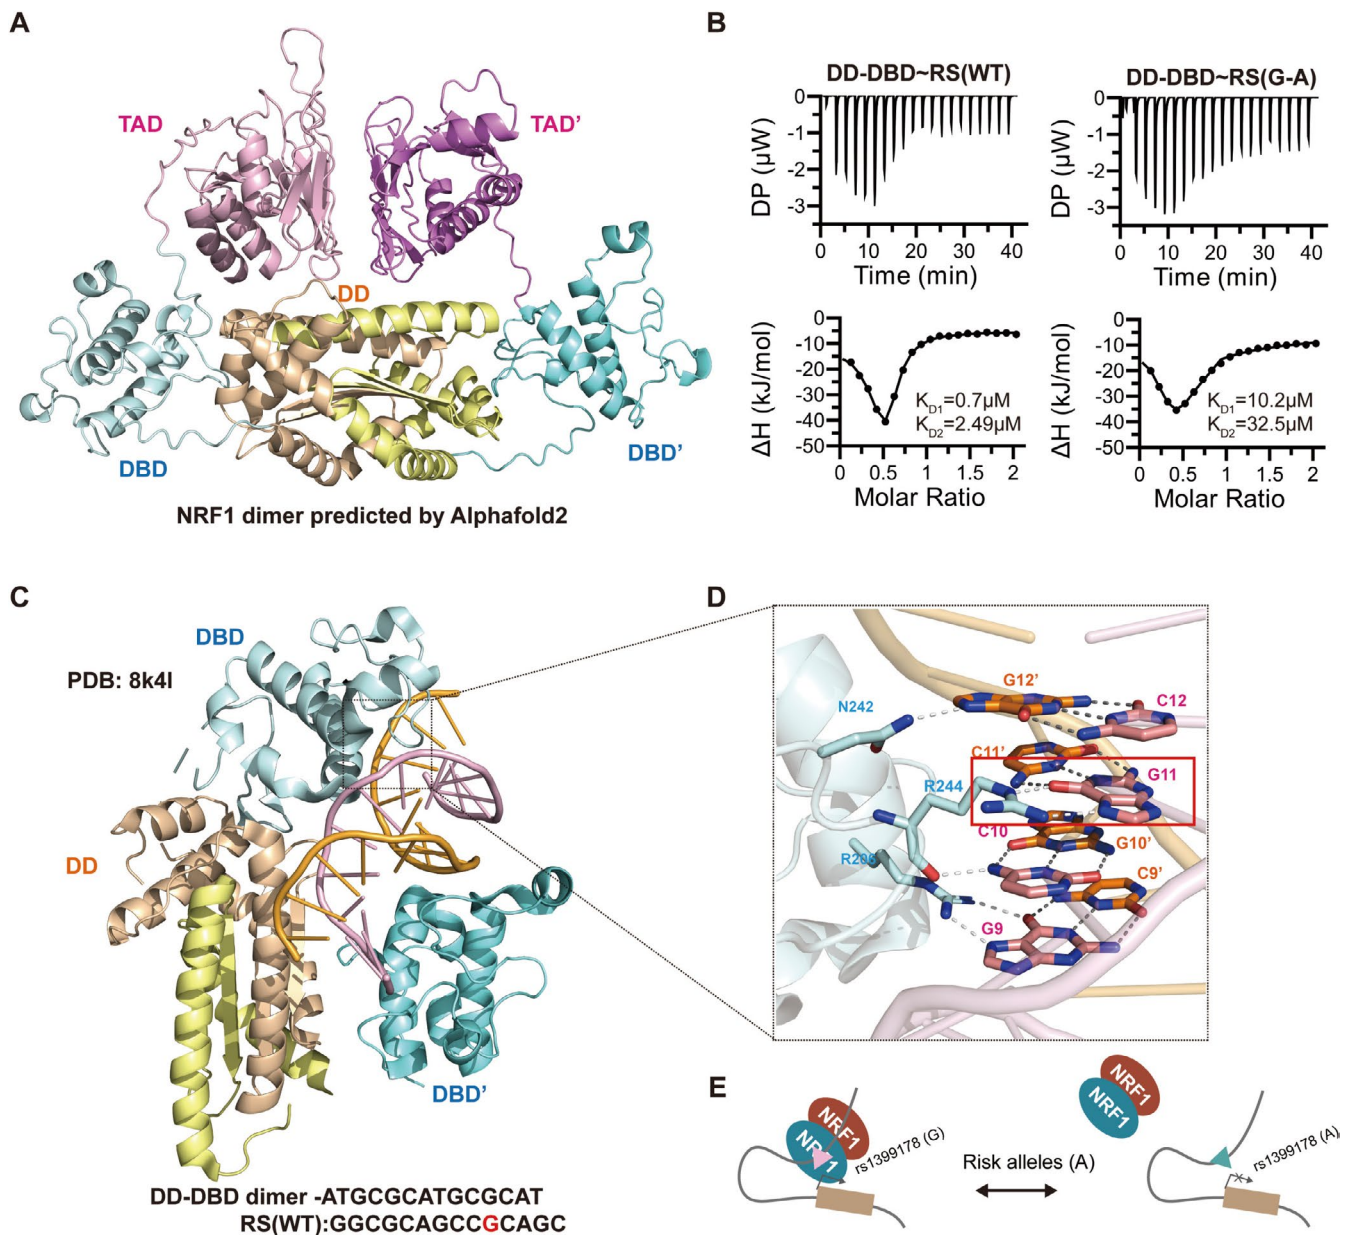 A
TAD
TAD'
DD
DBD
DBD'
NRF1 dimer predicted by Alphafold2
B
DD-DBD~RS(WT)
DD-DBD~RS(G-A)
DP (µW)
0
-1
-2
-3
0 10 20 30 40
Time (min)
DP (µW)
0
-1
-2
-3
0 10 20 30 40
Time (min)
ΔH (kJ/mol)
0
-10
-20
-30
-40
-50
KD1=0.7µM
KD2=2.49µM
0 0.5 1 1.5 2
Molar Ratio
ΔH (kJ/mol)
0
-10
-20
-30
-40
-50
KD1=10.2µM
KD2=32.5µM
0 0.5 1 1.5 2
Molar Ratio
C
PDB: 8k4l
DBD
DD
DBD'
DD-DBD dimer -ATGCGCATGCGCAT
RS(WT):GGCGCAGCCGCAGC
D
G12'
C12
N242
C11'
G11
R244
C10
G10'
C9'
G9
E
NRF1
NRF1
rs1399178 (G)
Risk alleles (A)
NRF1
NRF1
rs1399178 (A)